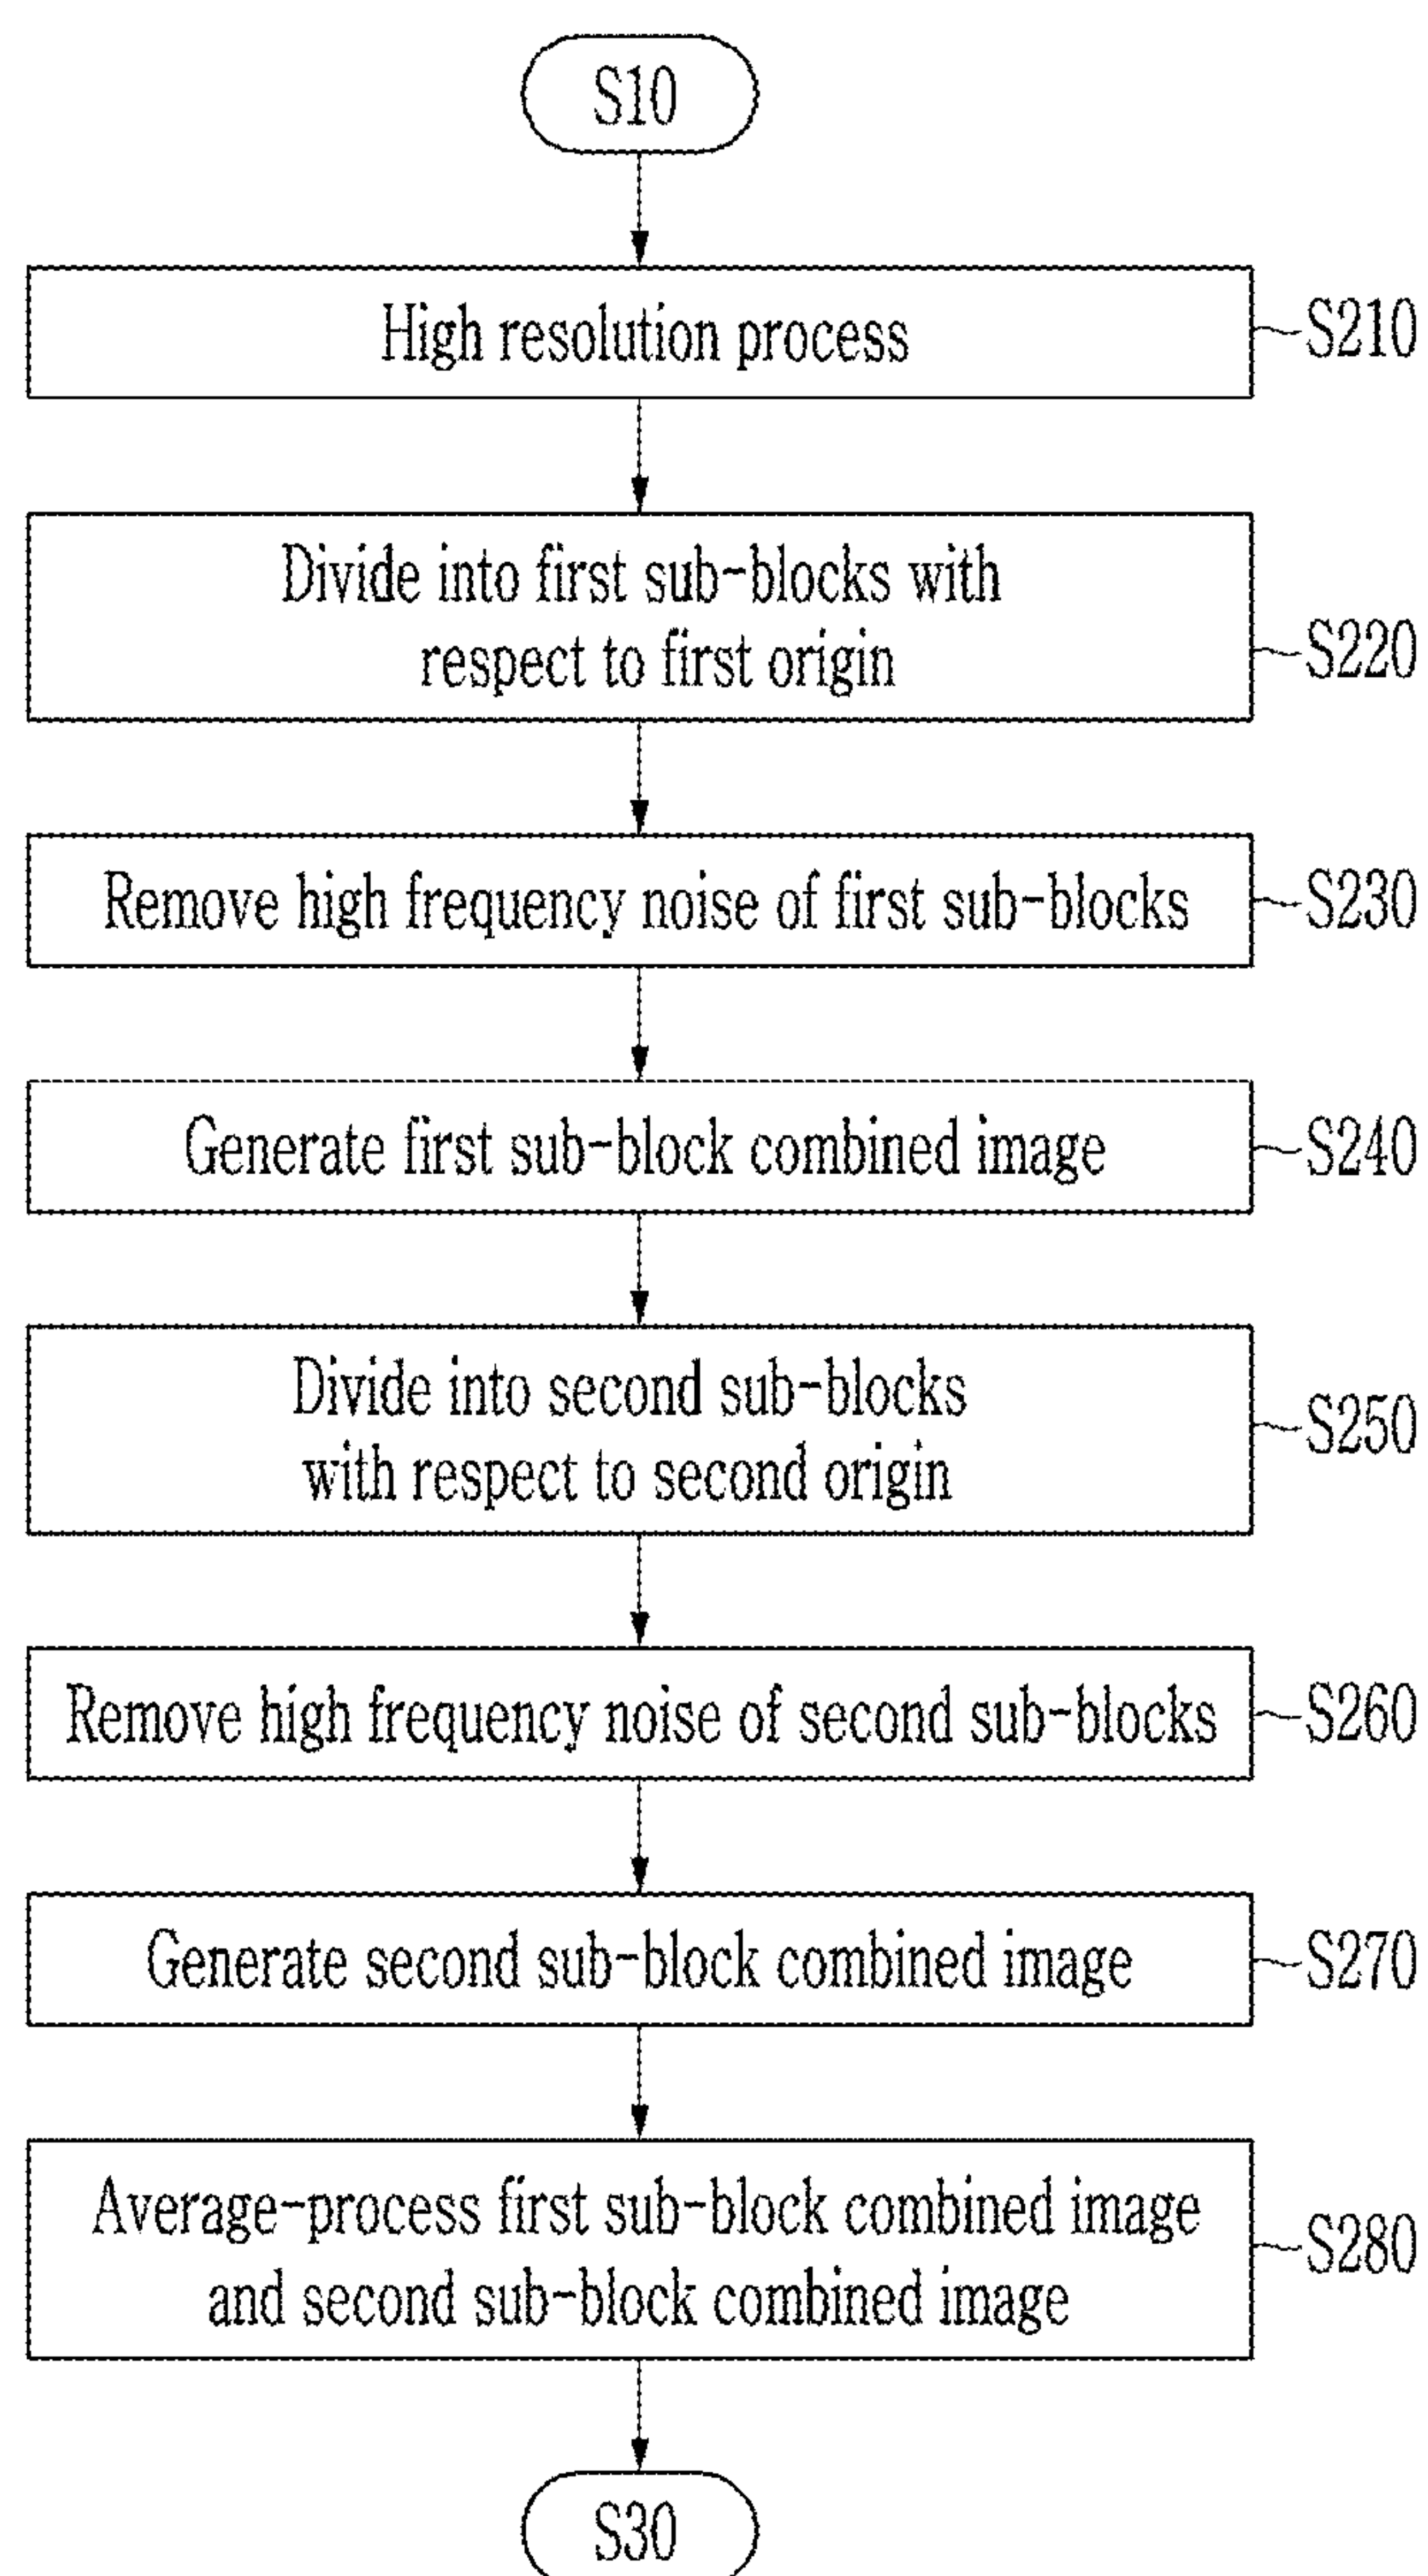 S10
High resolution process
S210
Divide into first sub-blocks with
respect to first origin
S220
Remove high frequency noise of first sub-blocks
S230
Generate first sub-block combined image
S240
Divide into second sub-blocks
with respect to second origin
S250
Remove high frequency noise of second sub-blocks
S260
Generate second sub-block combined image
S270
Average-process first sub-block combined image
and second sub-block combined image
S280
S30